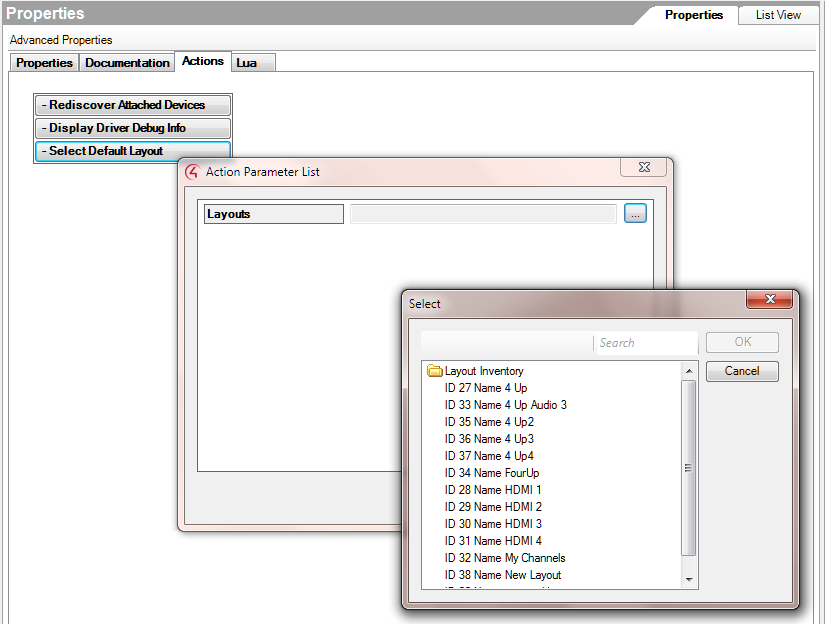 Properties
Properties
List View
Advanced Properties
Properties
Documentation
Actions
Lua
- Rediscover Attached Devices
- Display Driver Debug Info
- Select Default Layout
Action Parameter List
Layouts
...
Select
Search
OK
Cancel
Layout Inventory
ID 27 Name 4 Up
ID 33 Name 4 Up Audio 3
ID 35 Name 4 Up2
ID 36 Name 4 Up3
ID 37 Name 4 Up4
ID 34 Name FourUp
ID 28 Name HDMI 1
ID 29 Name HDMI 2
ID 30 Name HDMI 3
ID 31 Name HDMI 4
ID 32 Name My Channels
ID 38 Name New Layout